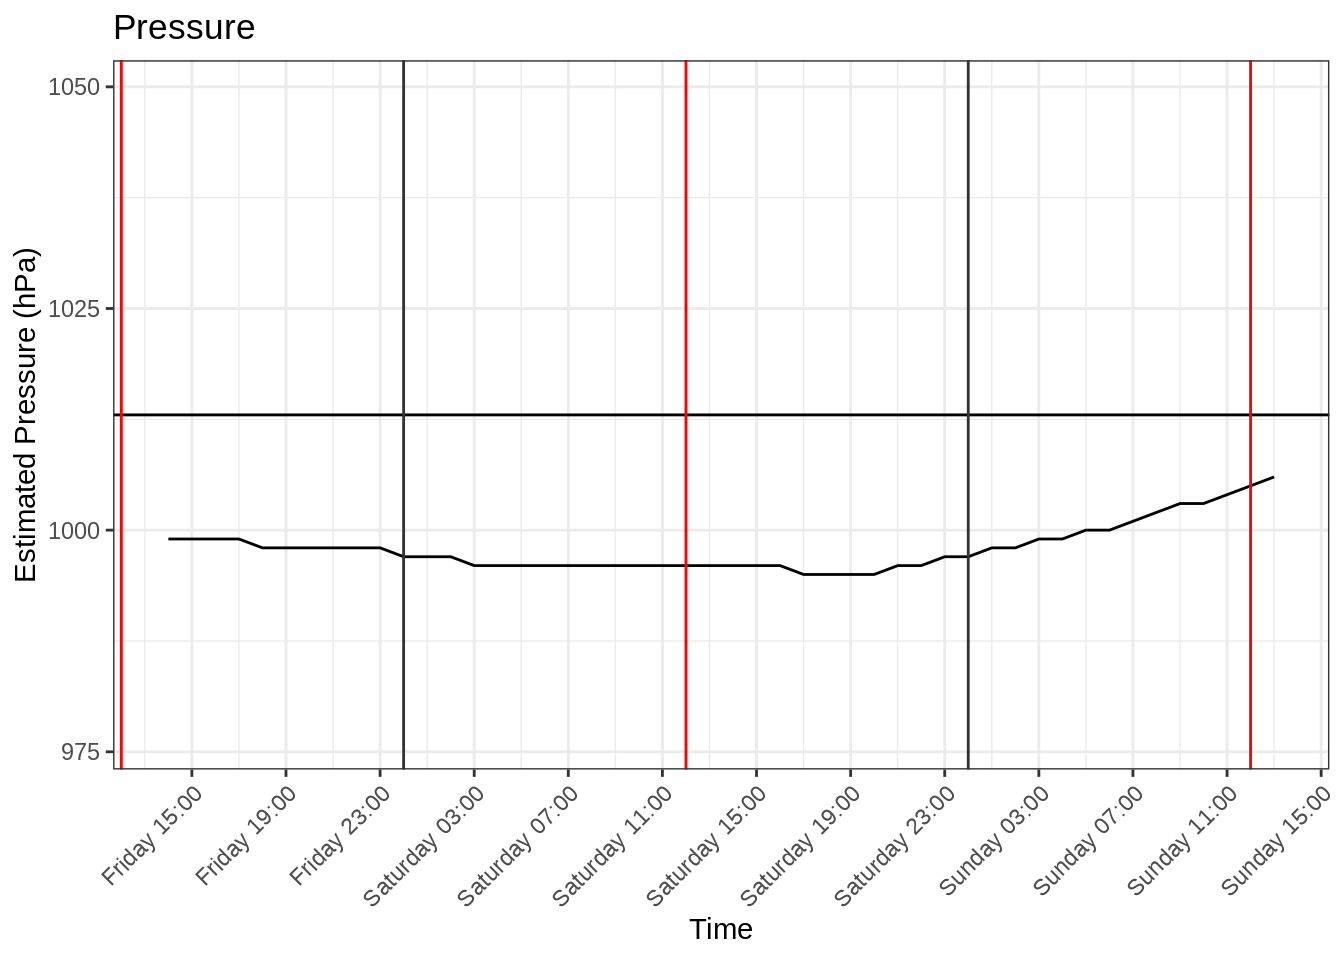 Pressure
Estimated Pressure (hPa)
1050
1025
1000
975
Friday 15:00
Friday 19:00
Friday 23:00
Saturday 03:00
Saturday 07:00
Saturday 11:00
Saturday 15:00
Saturday 19:00
Saturday 23:00
Sunday 03:00
Sunday 07:00
Sunday 11:00
Sunday 15:00
Time